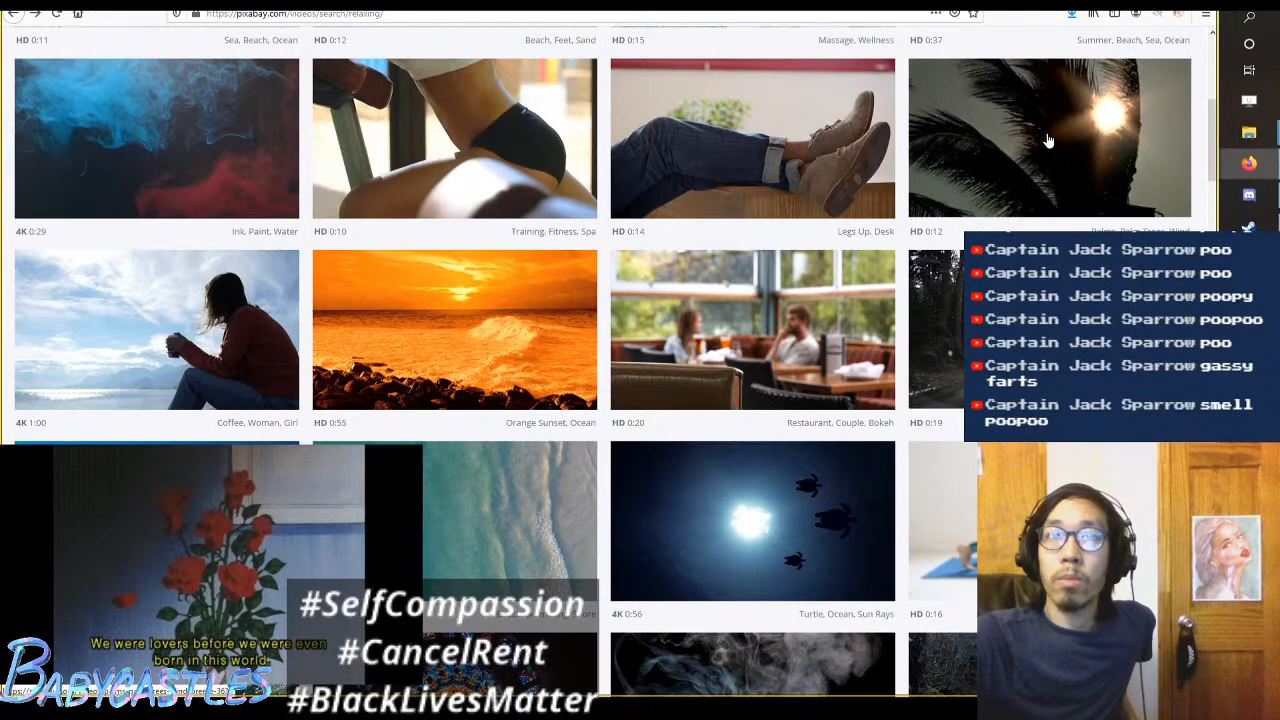 https://pixabay.com/videos/search/relaxing/
HD 0:11 Sea, Beach, Ocean
HD 0:12 Beach, Feet, Sand
HD 0:15 Massage, Wellness
HD 0:37 Summer, Beach, Sea, Ocean
4K 0:29 Ink, Paint, Water
HD 0:10 Training, Fitness, Spa
HD 0:14 Legs Up, Desk
HD 0:12 Palms, Palm Trees, Wind
Captain Jack Sparrow poo
Captain Jack Sparrow poo
Captain Jack Sparrow poopy
Captain Jack Sparrow poopoo
Captain Jack Sparrow poo
Captain Jack Sparrow gassy
farts
Captain Jack Sparrow smell
poopoo
4K 1:00 Coffee, Woman, Girl
HD 0:55 Orange Sunset, Ocean
HD 0:20 Restaurant, Couple, Bokeh
HD 0:19
4K 0:56 Turtle, Ocean, Sun Rays
HD 0:16
#SelfCompassion
#CancelRent
#BlackLivesMatter
We were lovers before we were even
born in this world.
BABYCASTLES